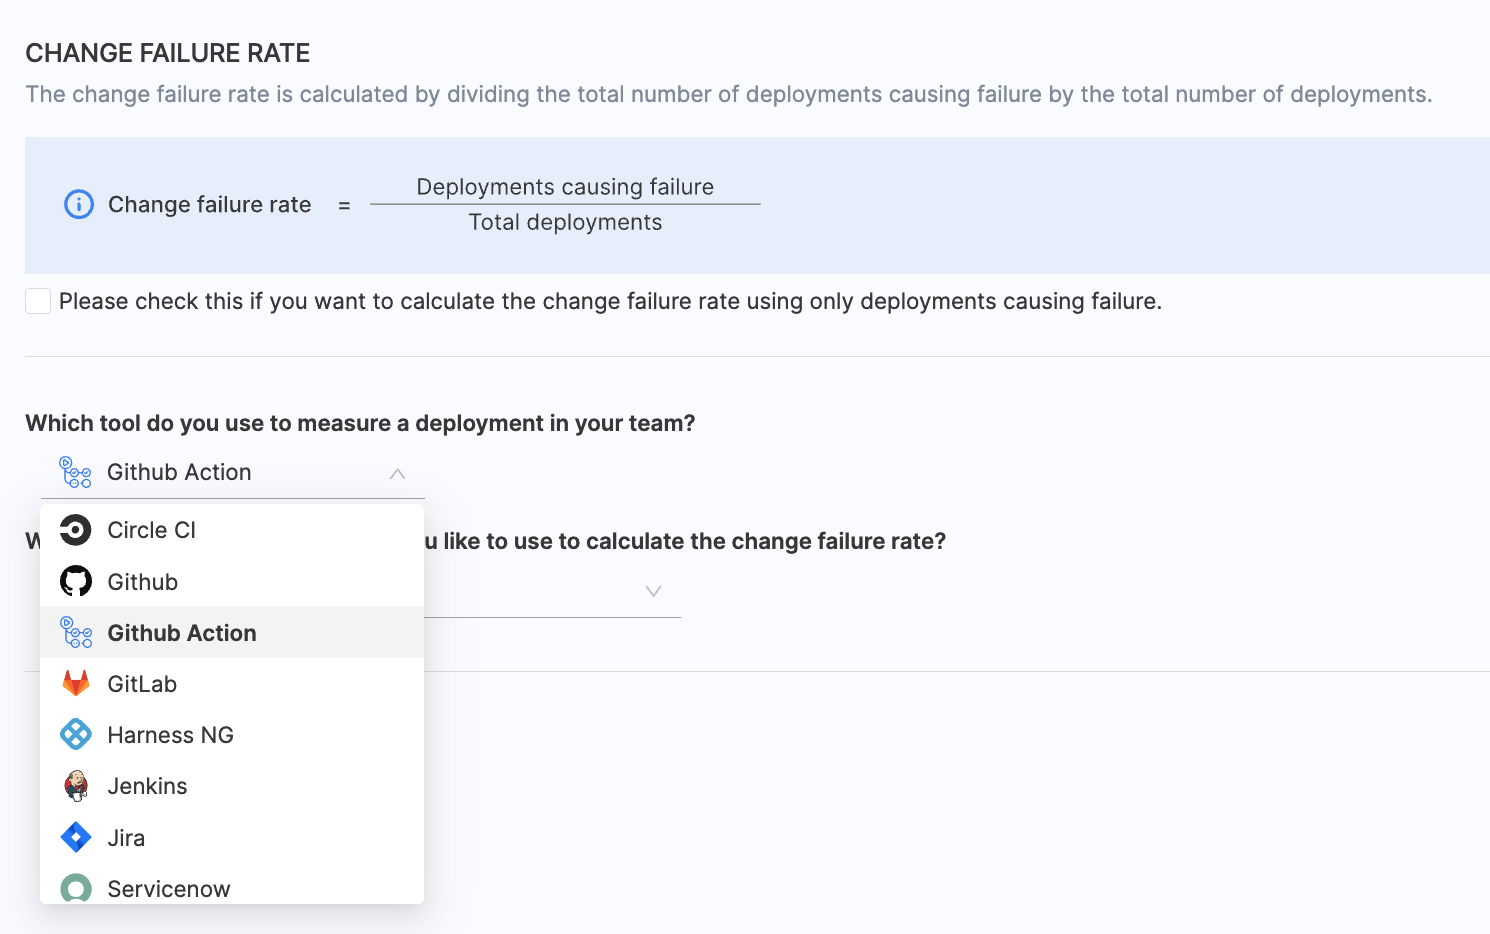 CHANGE FAILURE RATE
The change failure rate is calculated by dividing the total number of deployments causing failure by the total number of deployments.
Change failure rate = Deployments causing failure
Total deployments
Please check this if you want to calculate the change failure rate using only deployments causing failure.
Which tool do you use to measure a deployment in your team?
Github Action
Circle CI
like to use to calculate the change failure rate?
Github
Github Action
GitLab
Harness NG
Jenkins
Jira
Servicenow